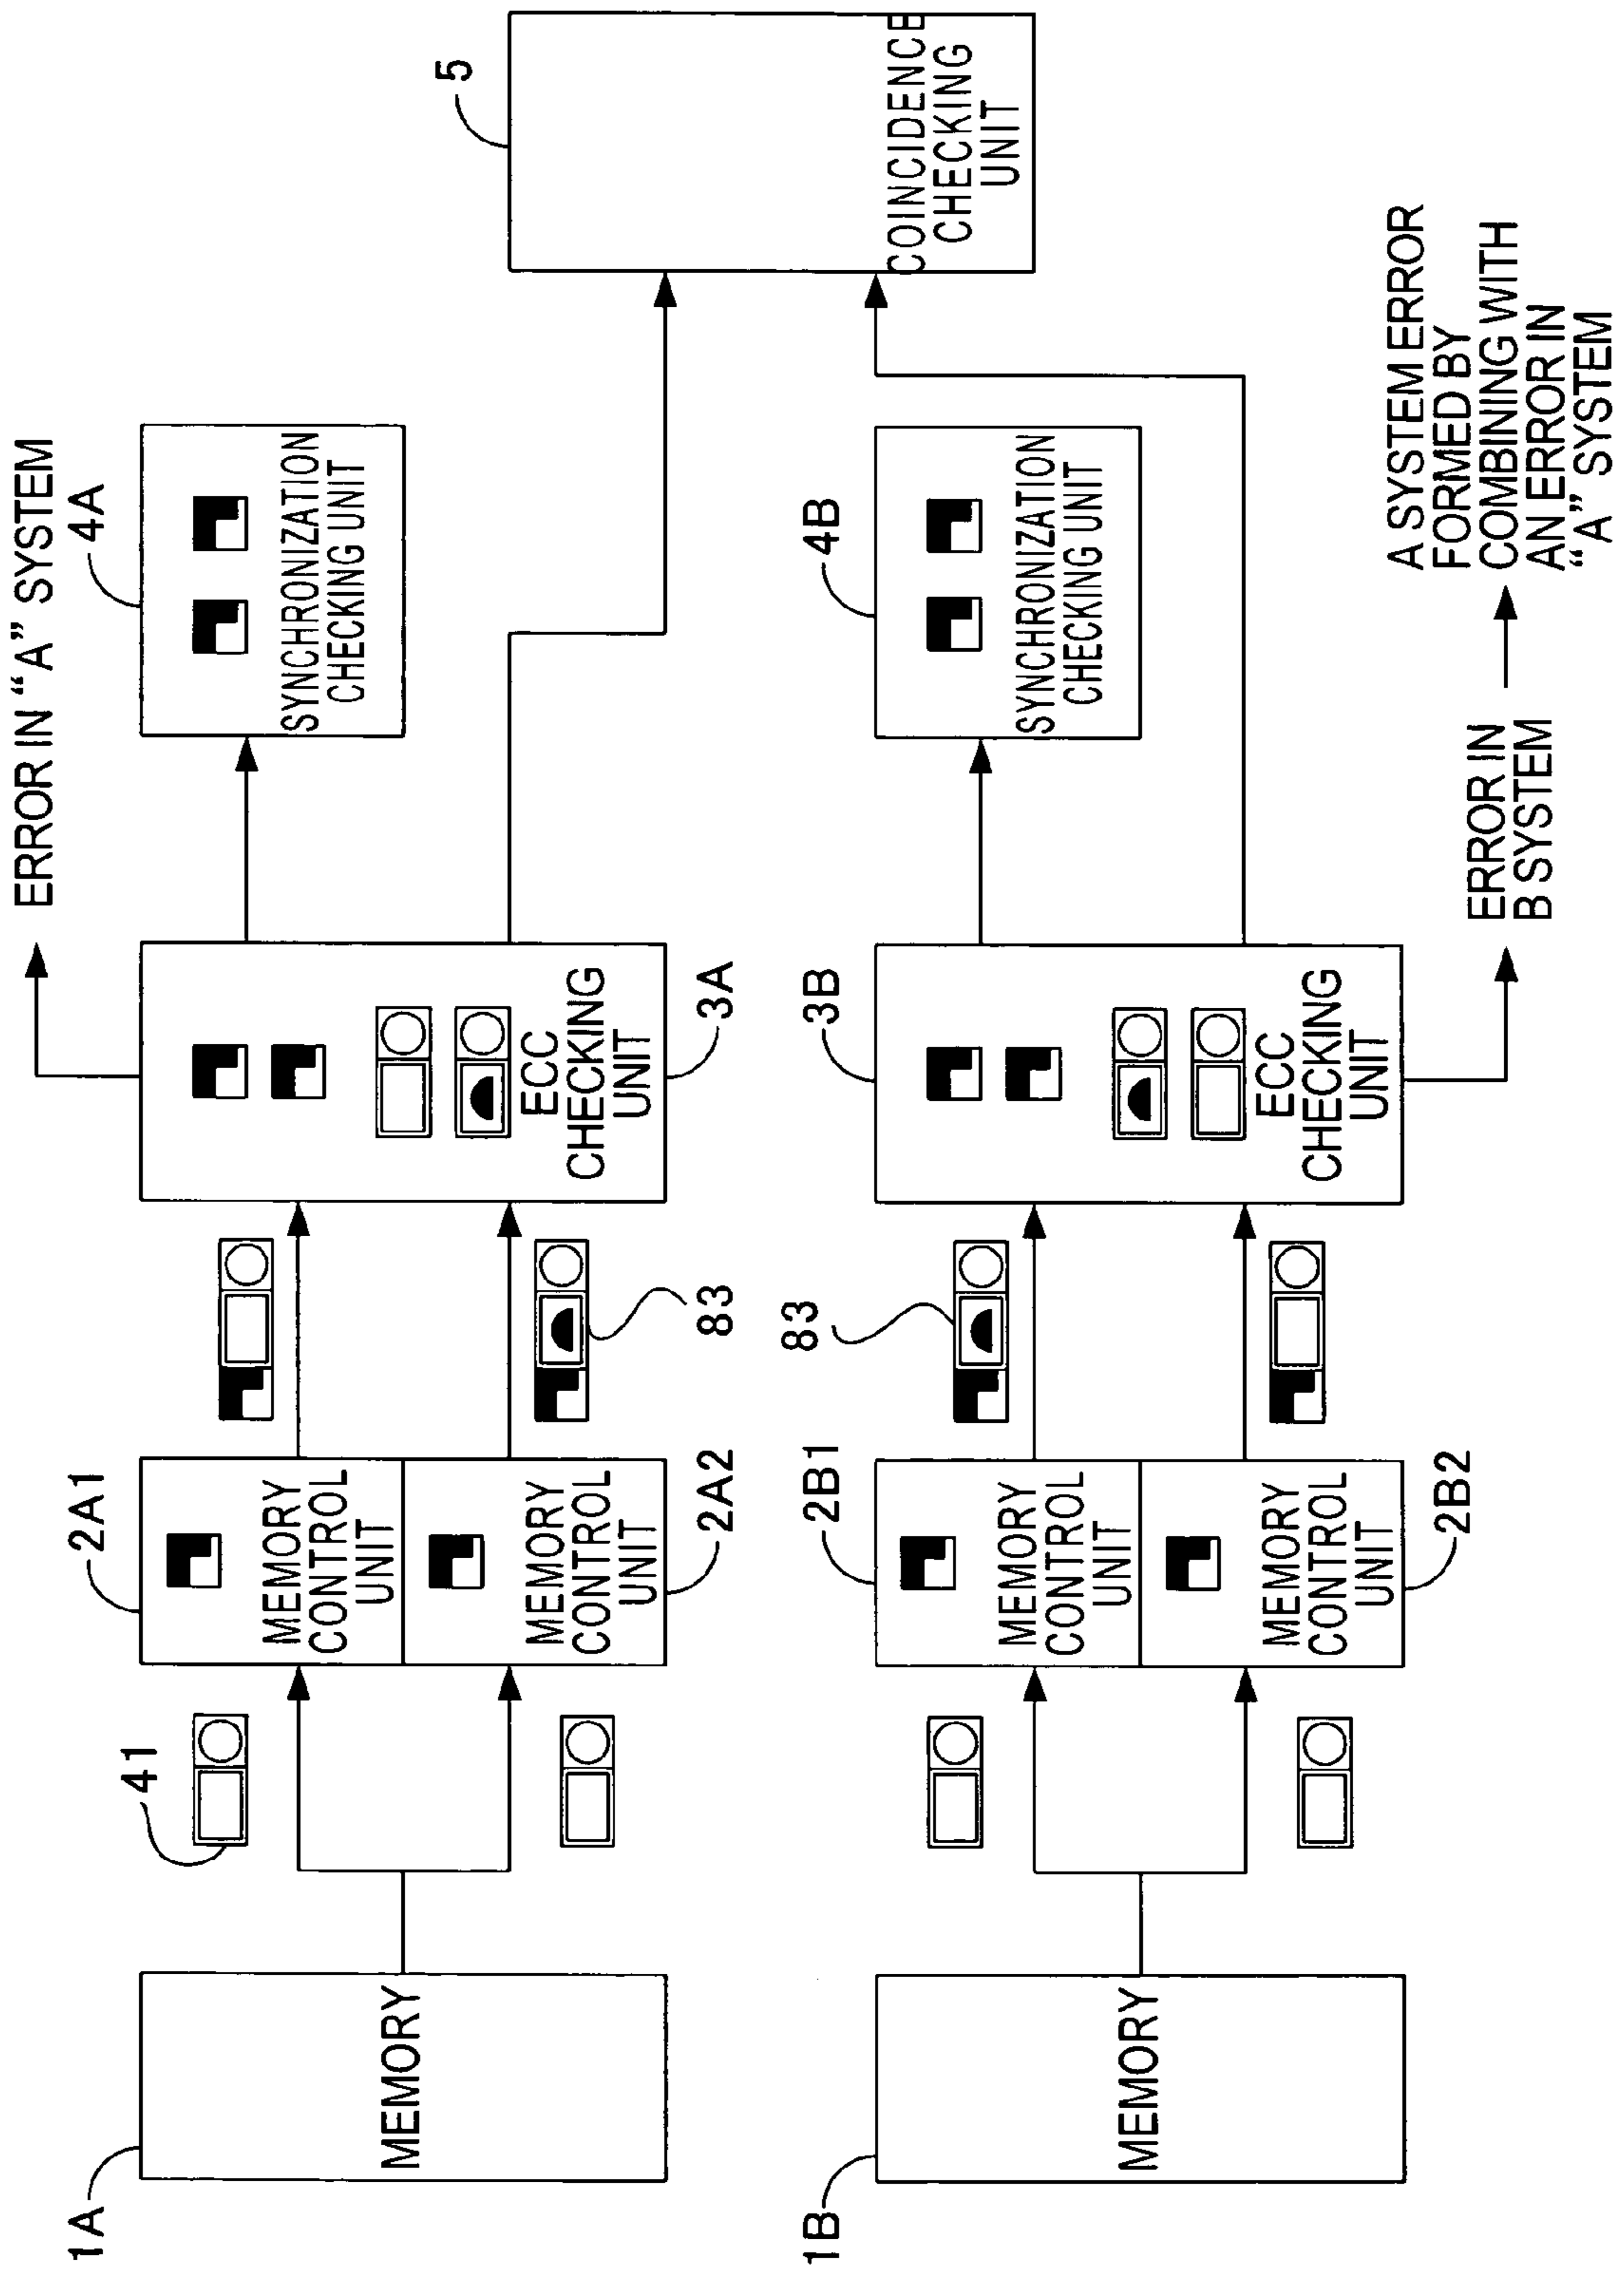 1A
MEMORY
41
2A1
MEMORY
CONTROL
UNIT
MEMORY
CONTROL
UNIT
2A2
83
ERROR IN “A” SYSTEM
ECC
CHECKING
UNIT
3A
4A
SYNCHRONIZATION
CHECKING UNIT
5
COINCIDENCE
CHECKING
UNIT
1B
MEMORY
2B1
MEMORY
CONTROL
UNIT
MEMORY
CONTROL
UNIT
2B2
83
3B
ECC
CHECKING
UNIT
4B
SYNCHRONIZATION
CHECKING UNIT
ERROR IN
B SYSTEM
A SYSTEM ERROR
FORMED BY
COMBINING WITH
AN ERROR IN
“A” SYSTEM